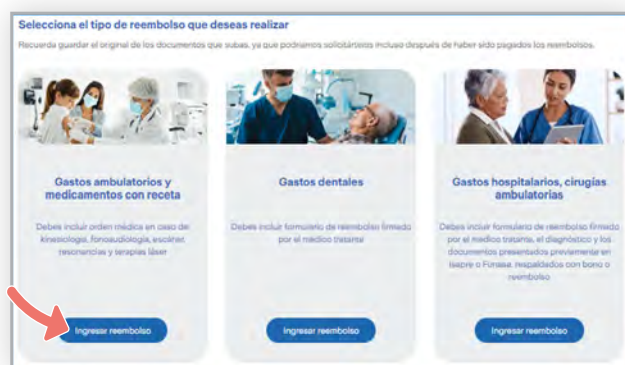 Selecciona el tipo de reembolso que deseas realizar
Recuerda guardar el original de los documentos que subas, ya que podríamos solicitártelos incluso después de haber sido pagados los reembolsos.
Gastos ambulatorios y
medicamentos con receta
Debes incluir orden médica en caso de:
kinesiología, fonoaudiología, escáner,
resonancias y terapias láser
Ingresar reembolso
Gastos dentales
Debes incluir formulario de reembolso firmado
por el médico tratante
Ingresar reembolso
Gastos hospitalarios, cirugías
ambulatorias
Debes incluir formulario de reembolso firmado
por el médico tratante, el diagnóstico y los
documentos presentados previamente en
Isapre o Fonasa, respaldados con bono o
reembolso
Ingresar reembolso